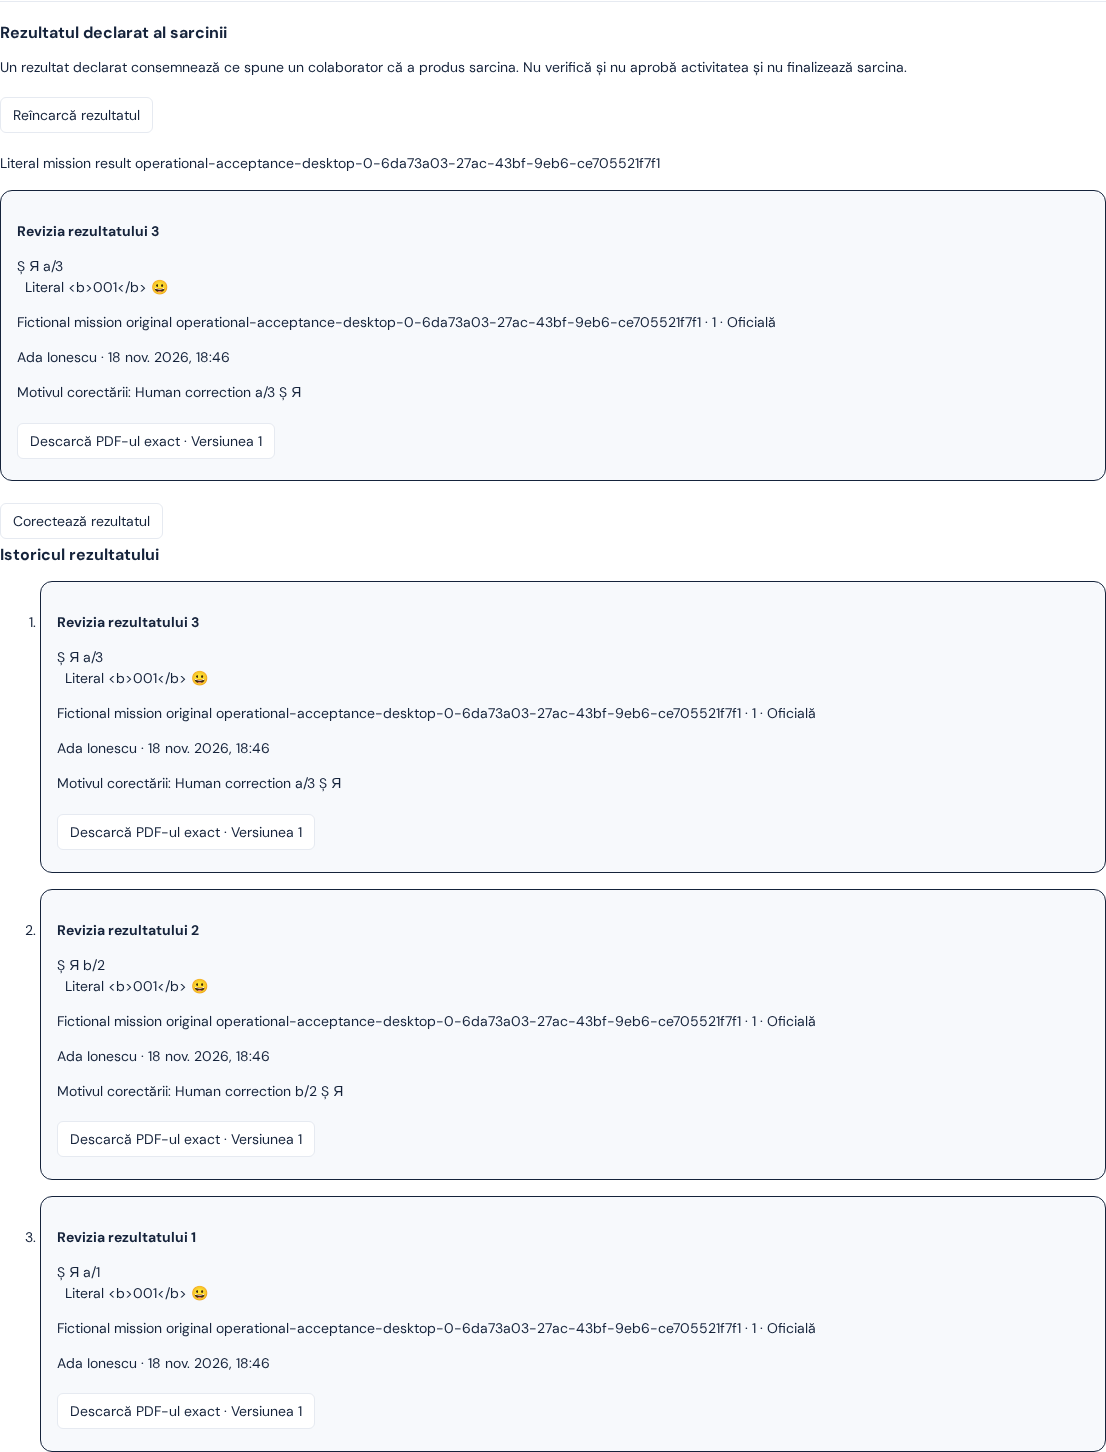 Rezultatul declarat al sarcinii
Un rezultat declarat consemnează ce spune un colaborator că a produs sarcina. Nu verifică și nu aprobă activitatea și nu finalizează sarcina.
Reîncarcă rezultatul
Literal mission result operational-acceptance-desktop-0-6da73a03-27ac-43bf-9eb6-ce705521f7f1
Revizia rezultatului 3
Ș Я a/3
Literal <b>001</b> 😀
Fictional mission original operational-acceptance-desktop-0-6da73a03-27ac-43bf-9eb6-ce705521f7f1 · 1 · Oficială
Ada Ionescu · 18 nov. 2026, 18:46
Motivul corectării: Human correction a/3 Ș Я
Descarcă PDF-ul exact · Versiunea 1
Corectează rezultatul
Istoricul rezultatului
1. Revizia rezultatului 3
Ș Я a/3
Literal <b>001</b> 😀
Fictional mission original operational-acceptance-desktop-0-6da73a03-27ac-43bf-9eb6-ce705521f7f1 · 1 · Oficială
Ada Ionescu · 18 nov. 2026, 18:46
Motivul corectării: Human correction a/3 Ș Я
Descarcă PDF-ul exact · Versiunea 1
2. Revizia rezultatului 2
Ș Я b/2
Literal <b>001</b> 😀
Fictional mission original operational-acceptance-desktop-0-6da73a03-27ac-43bf-9eb6-ce705521f7f1 · 1 · Oficială
Ada Ionescu · 18 nov. 2026, 18:46
Motivul corectării: Human correction b/2 Ș Я
Descarcă PDF-ul exact · Versiunea 1
3. Revizia rezultatului 1
Ș Я a/1
Literal <b>001</b> 😀
Fictional mission original operational-acceptance-desktop-0-6da73a03-27ac-43bf-9eb6-ce705521f7f1 · 1 · Oficială
Ada Ionescu · 18 nov. 2026, 18:46
Descarcă PDF-ul exact · Versiunea 1